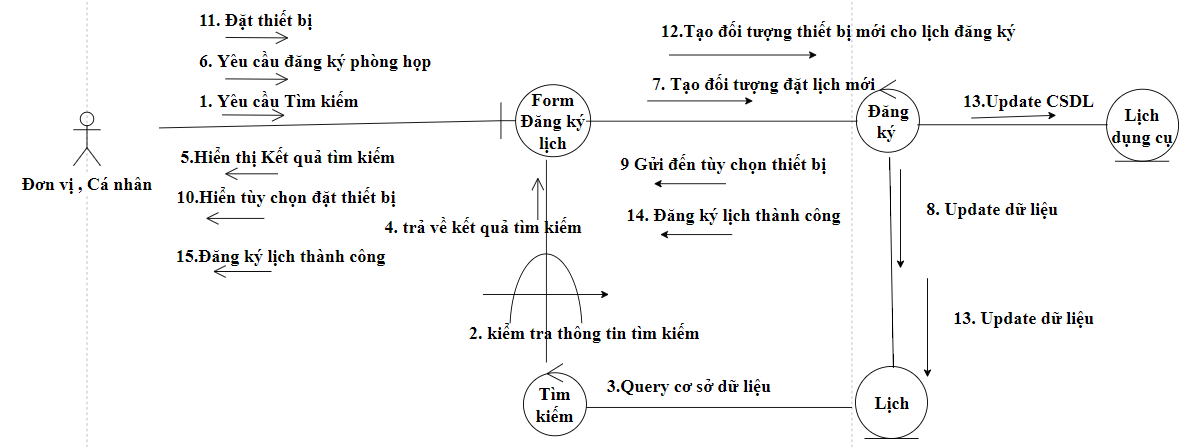 11. Đặt thiết bị
12.Tạo đối tượng thiết bị mới cho lịch đăng ký
6. Yêu cầu đăng ký phòng họp
7. Tạo đối tượng đặt lịch mới
1. Yêu cầu Tìm kiếm
Form
Đăng ký
lịch
Đăng
ký
13.Update CSDL
Lịch
dụng cụ
Đơn vị , Cá nhân
5.Hiển thị Kết quả tìm kiếm
9 Gửi đến tùy chọn thiết bị
10.Hiển tùy chọn đặt thiết bị
14. Đăng ký lịch thành công
8. Update dữ liệu
4. trả về kết quả tìm kiếm
15.Đăng ký lịch thành công
13. Update dữ liệu
2. kiểm tra thông tin tìm kiếm
3.Query cơ sở dữ liệu
Tìm
kiếm
Lịch